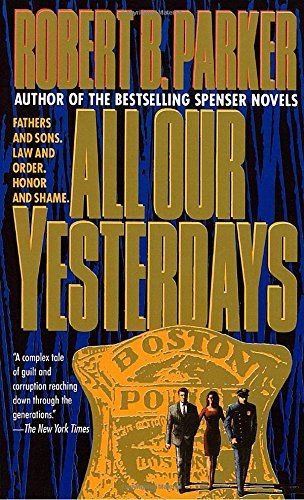 ROBERT B. PARKER
AUTHOR OF THE BESTSELLING SPENSER NOVELS
FATHERS
AND SONS.
LAW AND
ORDER.
HONOR
AND SHAME.
ALL OUR
YESTERDAYS
"A complex tale
of guilt and
corruption reaching
down through the
generations."
—The New York Times
BOSTON
BOSTON